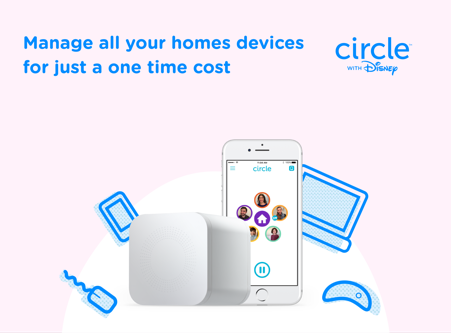 Manage all your homes devices
for just a one time cost
circle
WITH Disney
circle